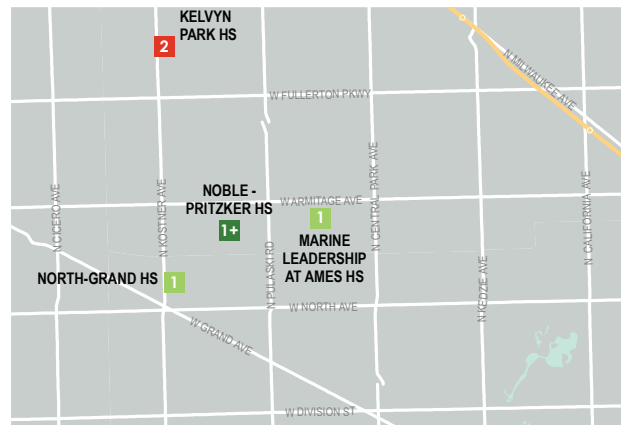 KELVYN
PARK HS
2
N MILWAUKEE AVE
W FULLERTON PKWY
N CICERO AVE
N KOSTNER AVE
NOBLE -
PRITZKER HS
1+
W ARMITAGE AVE
1
MARINE
LEADERSHIP
AT AMES HS
N CENTRAL PARK AVE
N CALIFORNIA AVE
N PULASKI RD
N KEDZIE AVE
NORTH-GRAND HS
1
W NORTH AVE
W GRAND AVE
W DIVISION ST